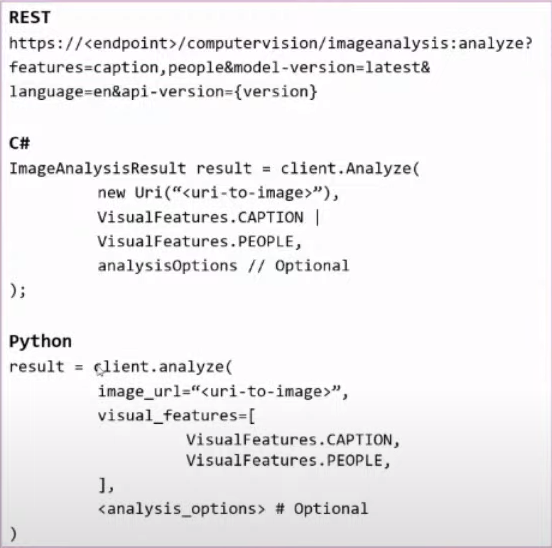 REST
https://<endpoint>/computervision/imageanalysis:analyze?
features=caption,people&model-version=latest&
language=en&api-version={version}
C#
ImageAnalysisResult result = client.Analyze(
new Uri(“<uri-to-image>”),
VisualFeatures.CAPTION |
VisualFeatures.PEOPLE,
analysisOptions // Optional
);
Python
result = client.analyze(
image_url=“<uri-to-image>”,
visual_features=[
VisualFeatures.CAPTION,
VisualFeatures.PEOPLE,
],
<analysis_options> # Optional
)